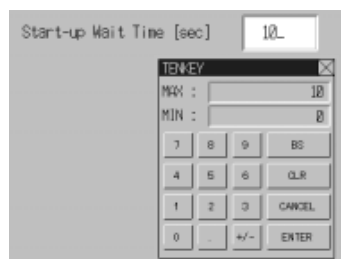 Start-up Wait Time [sec] 10_
TENKEY
MAX : 10
MIN : 0
7 8 9 BS
4 5 6 CLR
1 2 3 CANCEL
0 . +/- ENTER